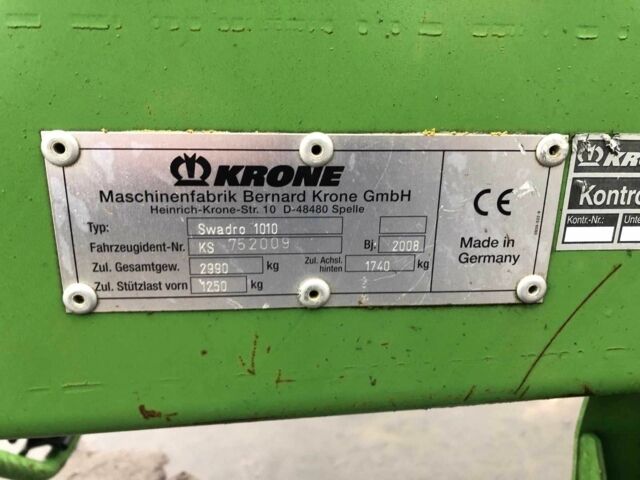 KRONE
Maschinenfabrik Bernard Krone GmbH
Heinrich-Krone-Str. 10 D-48480 Spelle
Typ: Swadro 1010
Fahrzeugident-Nr. KS 752009 Bj. 2008
Zul. Gesamtgew. 2990 kg Zul. Achsl. hinten 1740 kg
Zul. Stützlast vorn 1250 kg
CE
Made in
Germany
KRO
Kontro
Kontr.-Nr.: Unte